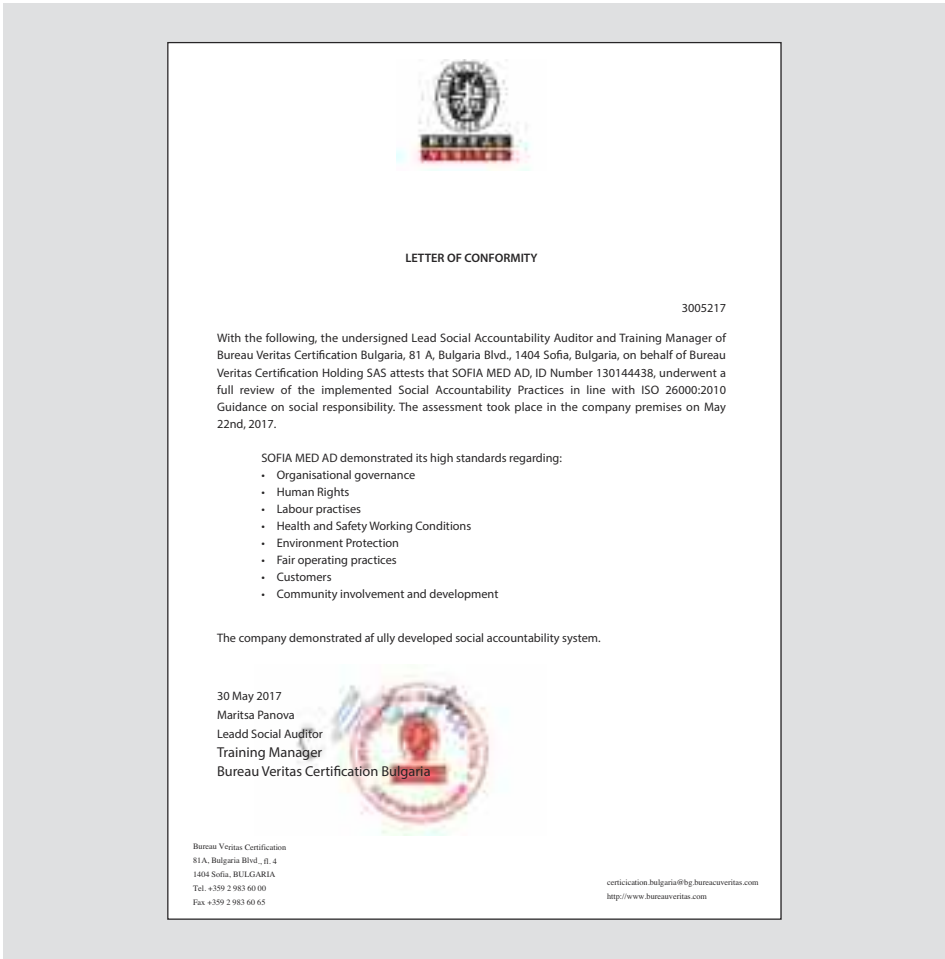 BUREAU
VERITAS
LETTER OF CONFORMITY
3005217
With the following, the undersigned Lead Social Accountability Auditor and Training Manager of
Bureau Veritas Certification Bulgaria, 81 A, Bulgaria Blvd., 1404 Sofia, Bulgaria, on behalf of Bureau
Veritas Certification Holding SAS attests that SOFIA MED AD, ID Number 130144438, underwent a
full review of the implemented Social Accountability Practices in line with ISO 26000:2010
Guidance on social responsibility. The assessment took place in the company premises on May
22nd, 2017.
SOFIA MED AD demonstrated its high standards regarding:
• Organisational governance
• Human Rights
• Labour practises
• Health and Safety Working Conditions
• Environment Protection
• Fair operating practices
• Customers
• Community involvement and development
The company demonstrated af ully developed social accountability system.
30 May 2017
Maritsa Panova
Leadd Social Auditor
Training Manager
Bureau Veritas Certification Bulgaria
Bureau Veritas Certification
81A, Bulgaria Blvd., fl. 4
1404 Sofia, BULGARIA
Tel. +359 2 983 60 00
Fax +359 2 983 60 65
certicication.bulgaria@bg.bureacuveritas.com
http://www.bureauveritas.com